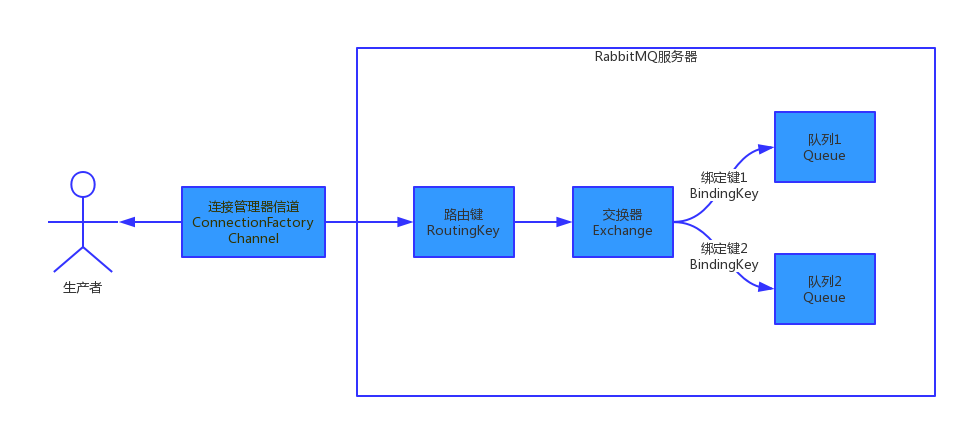 RabbitMQ服务器
生产者
连接管理器信道
ConnectionFactory
Channel
路由键
RoutingKey
交换器
Exchange
绑定键1
BindingKey
绑定键2
BindingKey
队列1
Queue
队列2
Queue